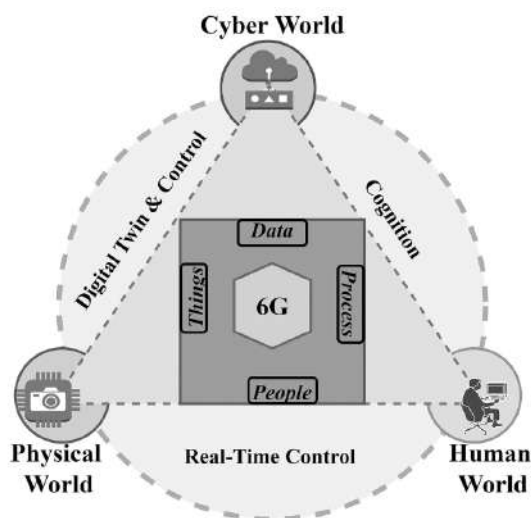 Cyber World
Digital Twin & Control
Cognition
Data
Things
6G
Process
People
Physical
World
Real-Time Control
Human
World